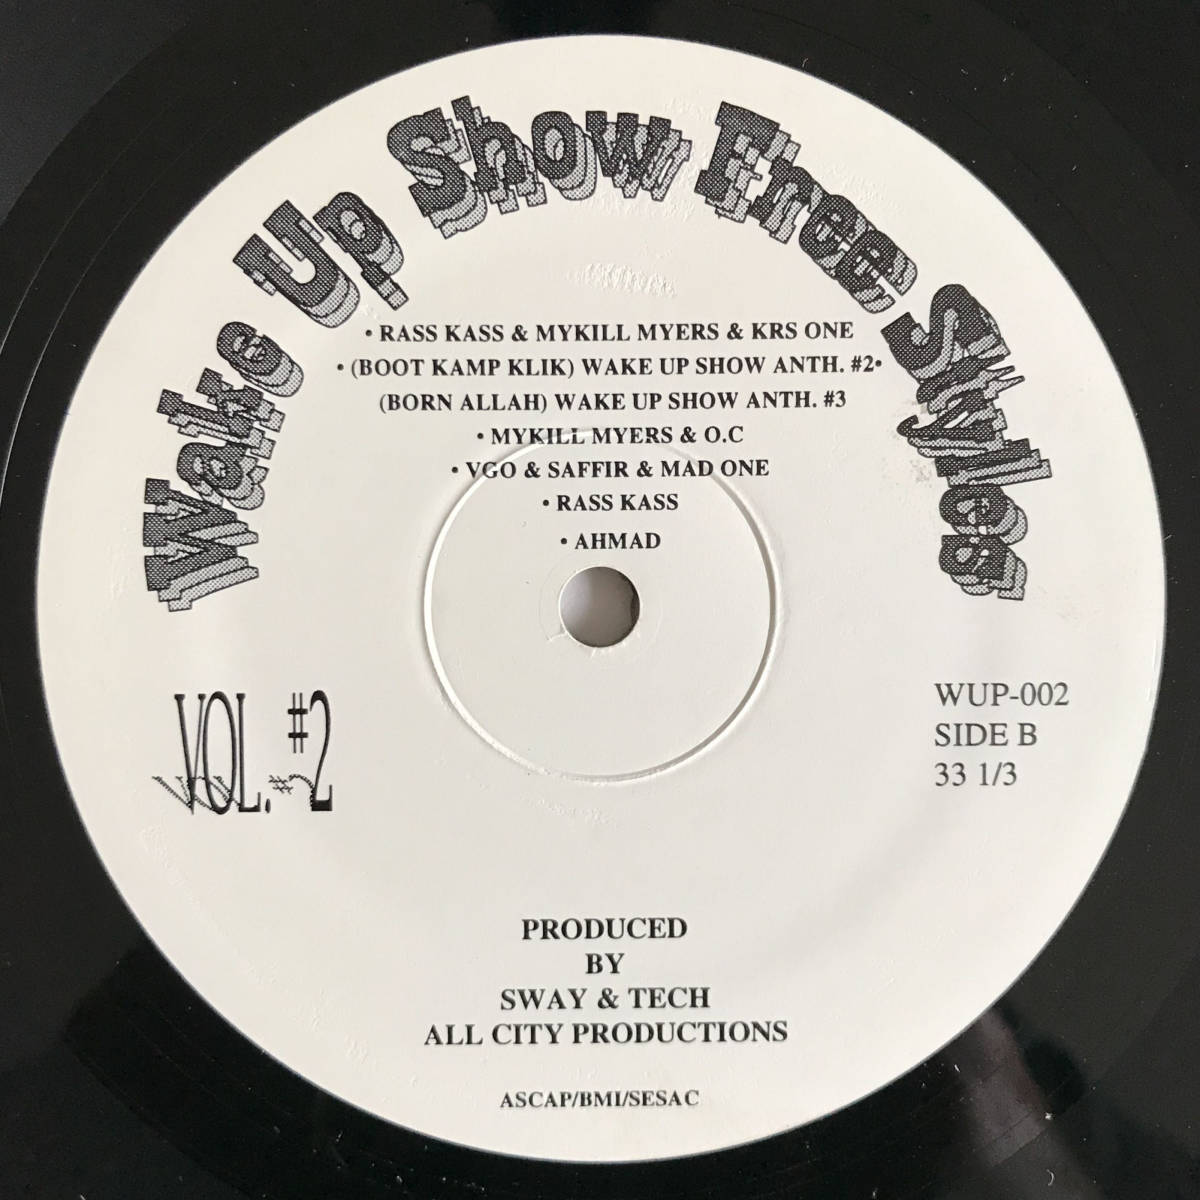 Wake Up Show Free Styles
• RASS KASS & MYKILL MYERS & KRS ONE
• (BOOT KAMP KLIK) WAKE UP SHOW ANTH. #2•
(BORN ALLAH) WAKE UP SHOW ANTH. #3
• MYKILL MYERS & O.C
• VGO & SAFFIR & MAD ONE
• RASS KASS
• AHMAD
VOL. #2
WUP-002
SIDE B
33 1/3
PRODUCED
BY
SWAY & TECH
ALL CITY PRODUCTIONS
ASCAP/BMI/SESAC